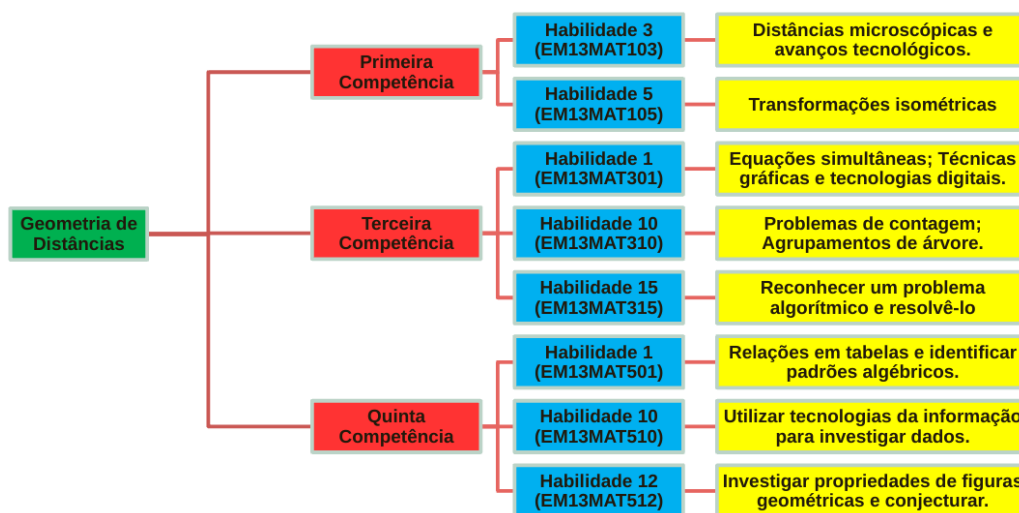 Geometria de
Distâncias
Primeira
Competência
Habilidade 3
(EM13MAT103)
Distâncias microscópicas e
avanços tecnológicos.
Habilidade 5
(EM13MAT105)
Transformações isométricas
Terceira
Competência
Habilidade 1
(EM13MAT301)
Equações simultâneas; Técnicas
gráficas e tecnologias digitais.
Habilidade 10
(EM13MAT310)
Problemas de contagem;
Agrupamentos de árvore.
Habilidade 15
(EM13MAT315)
Reconhecer um problema
algorítmico e resolvê-lo
Quinta
Competência
Habilidade 1
(EM13MAT501)
Relações em tabelas e identificar
padrões algébricos.
Habilidade 10
(EM13MAT510)
Utilizar tecnologias da informação
para investigar dados.
Habilidade 12
(EM13MAT512)
Investigar propriedades de figuras
geométricas e conjecturar.